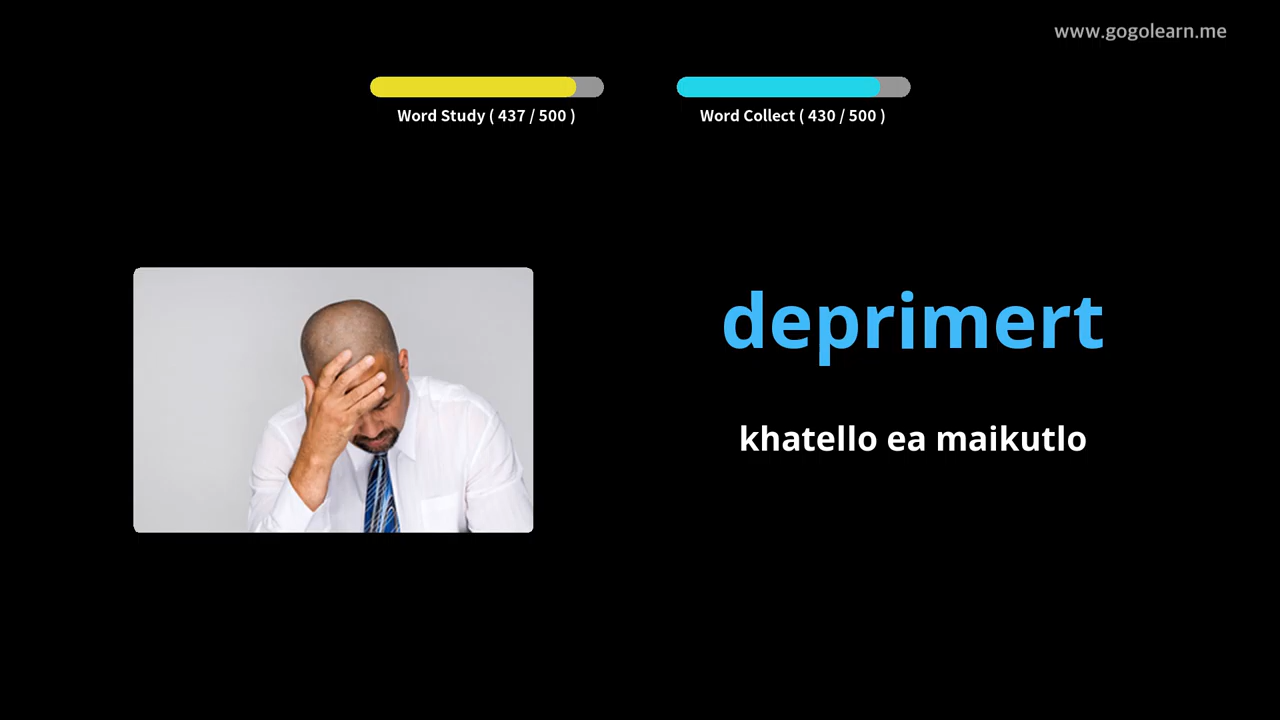 www.gogolearn.me
Word Study ( 437 / 500 )
Word Collect ( 430 / 500 )
deprimert
khatello ea maikutlo